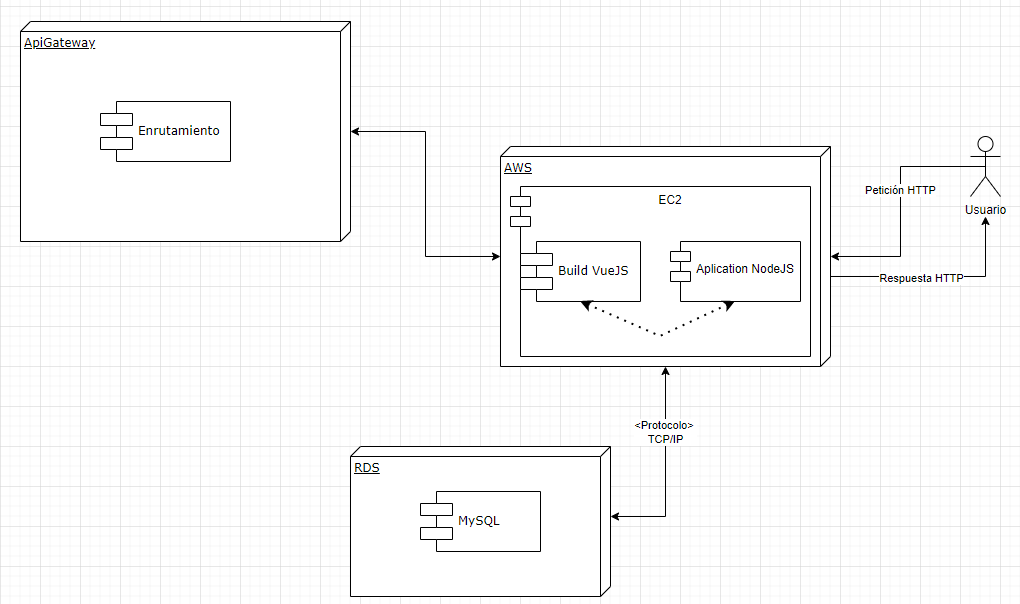 ApiGateway
Enrutamiento
AWS
EC2
Build VueJS
Aplication NodeJS
Petición HTTP
Usuario
Respuesta HTTP
<Protocolo>
TCP/IP
RDS
MySQL